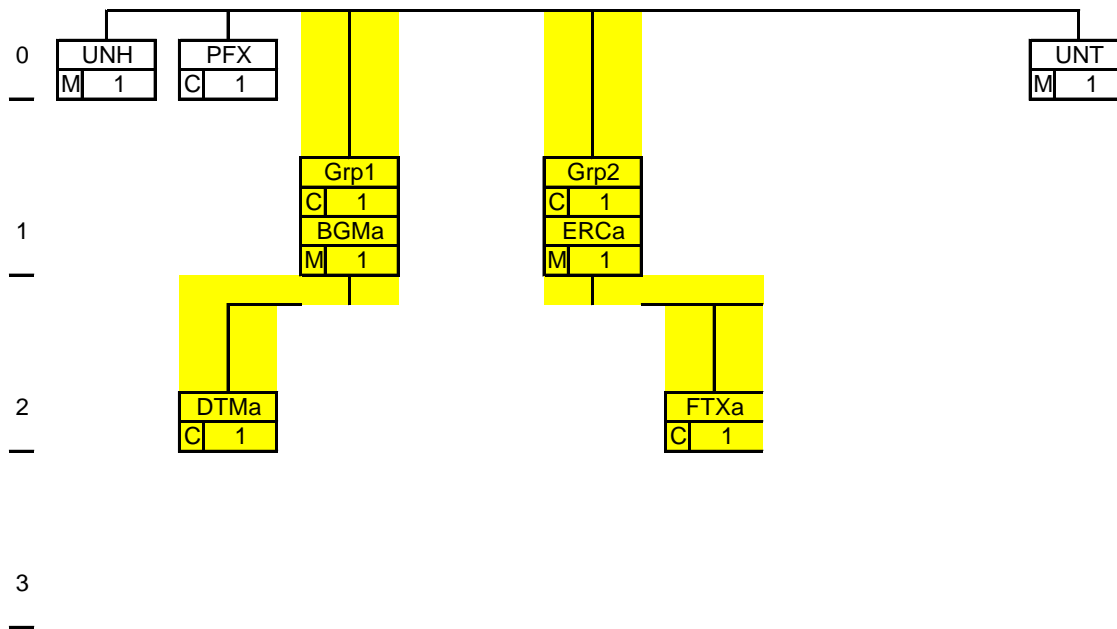 0 UNH PFX UNT
M 1 C 1 M 1
Grp1 Grp2
C 1 C 1
1 BGMa ERCa
M 1 M 1
2 DTMa FTXa
C 1 C 1
3